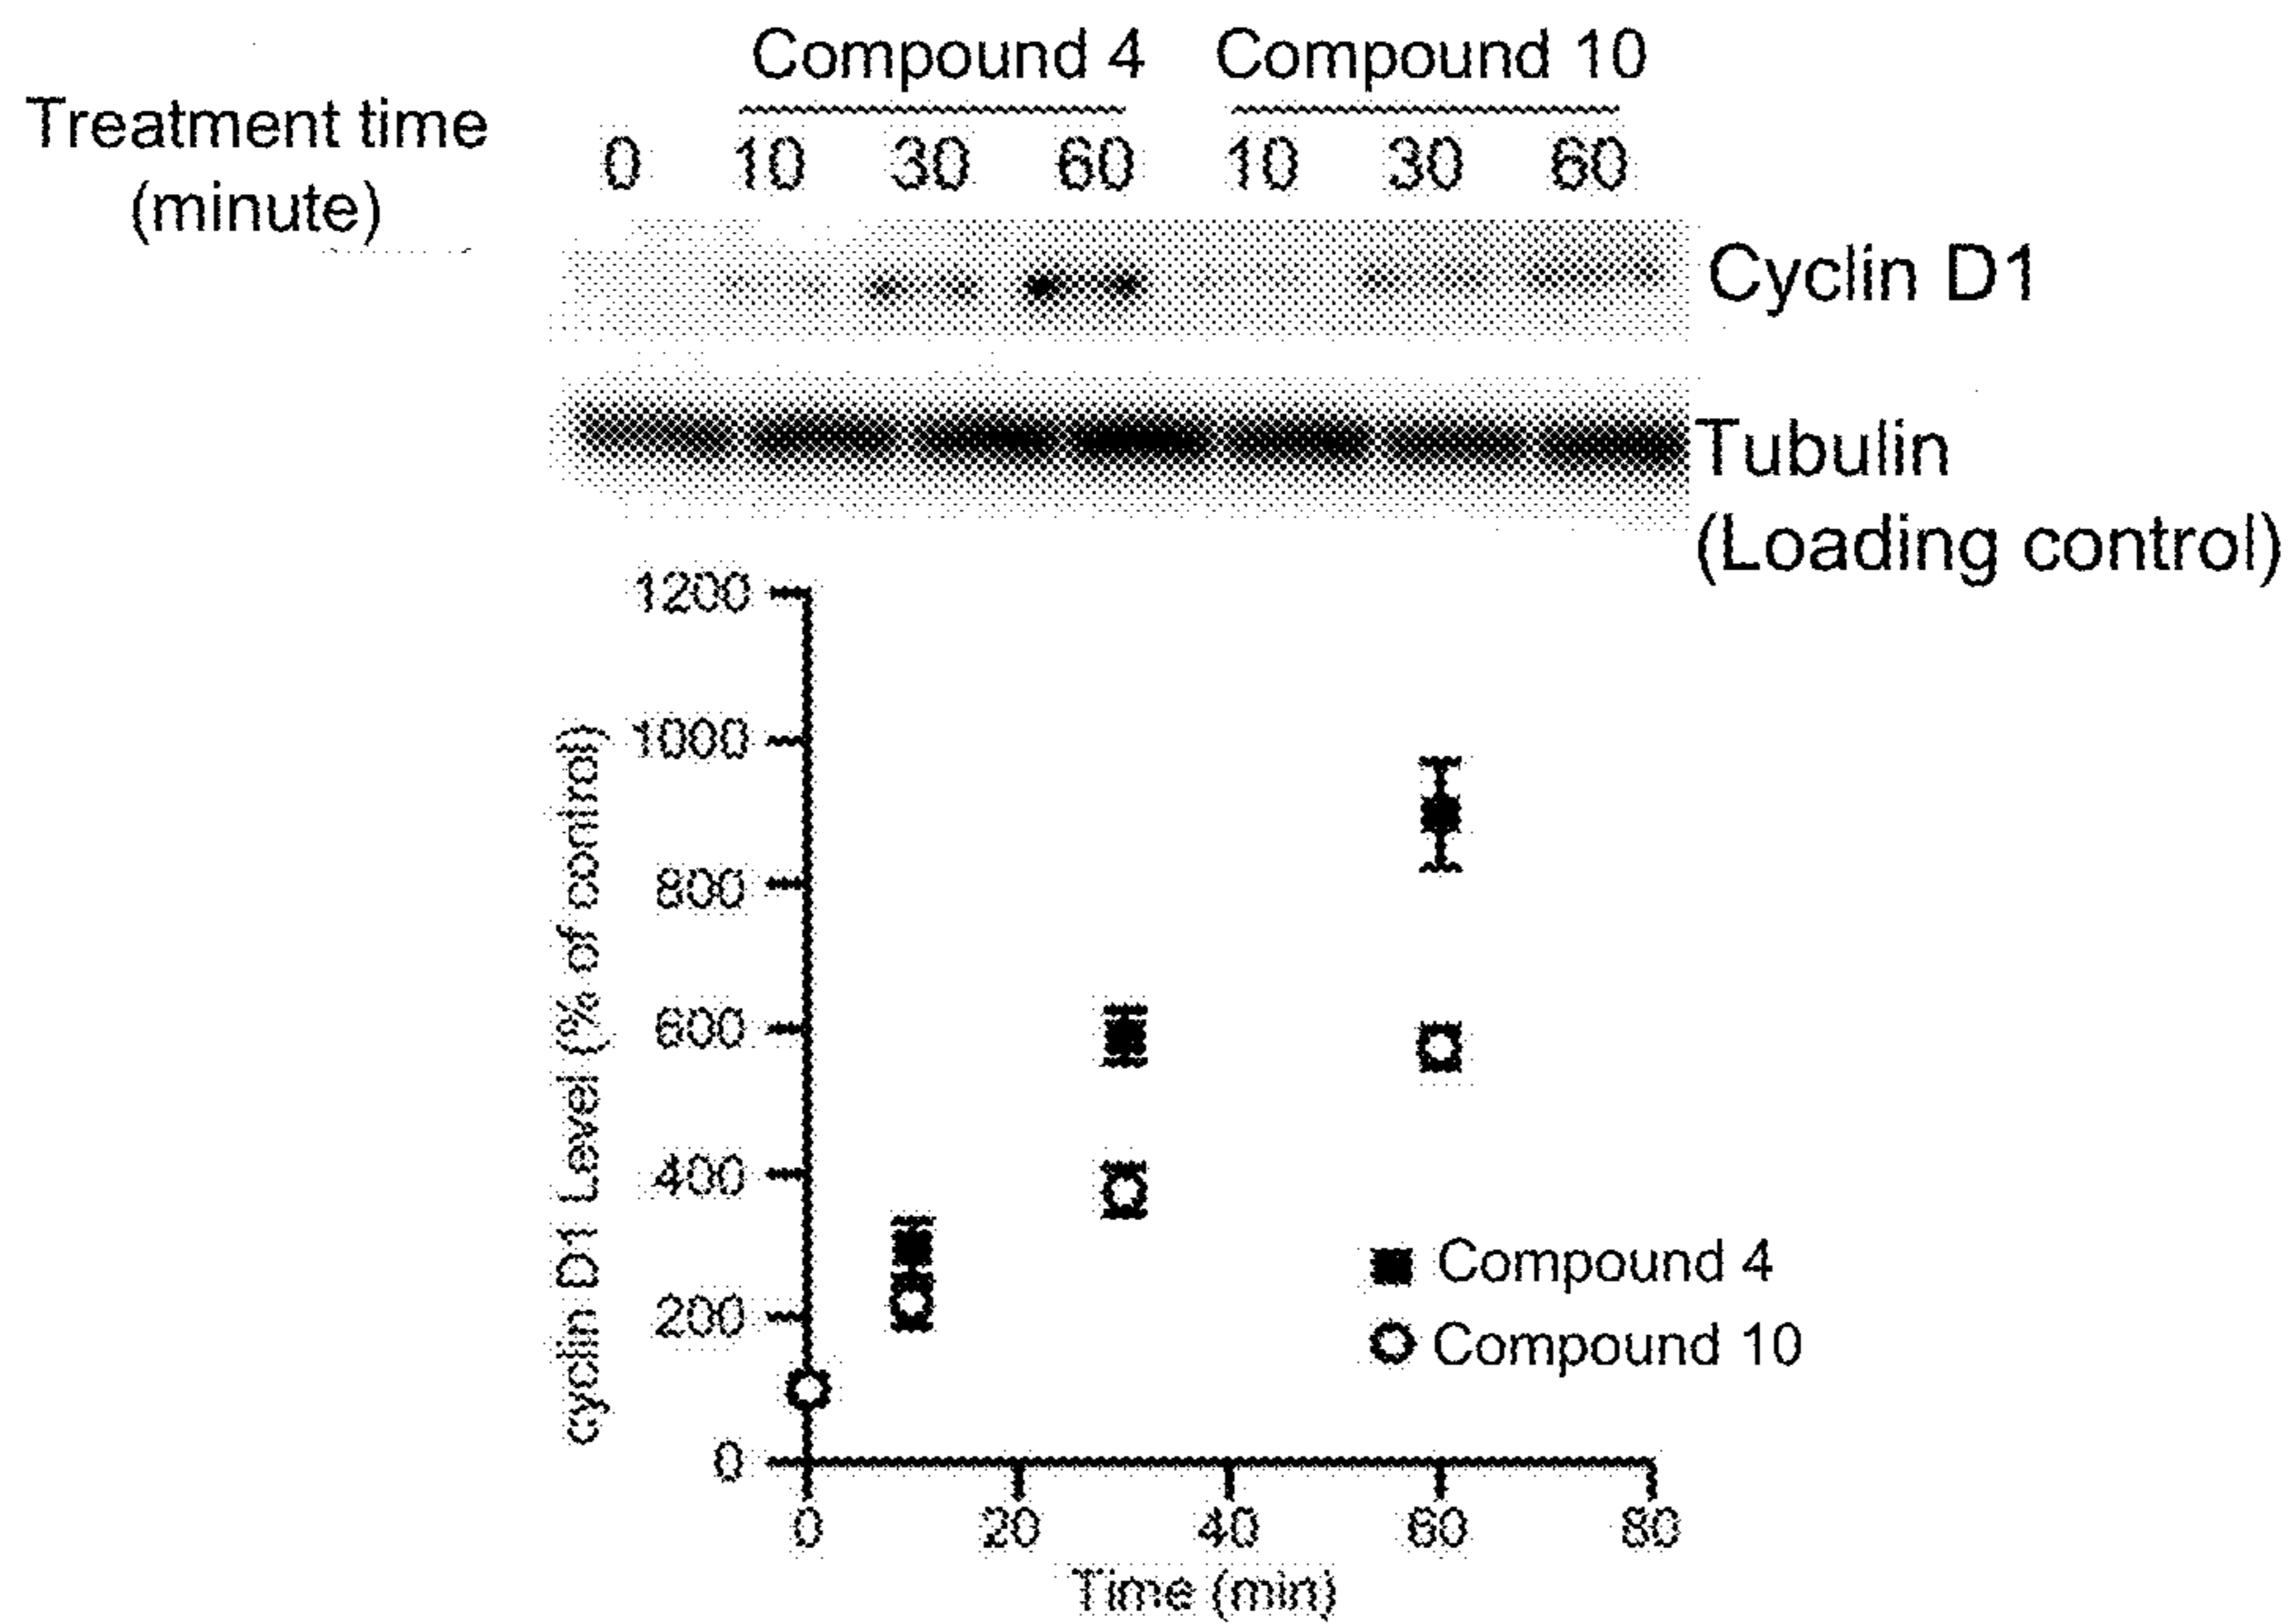 Compound 4 Compound 10
Treatment time
(minute)
0 10 30 60 10 30 60
Cyclin D1
Tubulin
(Loading control)
1200
1000
800
600
400
200
0
cyclin D1 Level (% of control)
Compound 4
Compound 10
0 20 40 60 80
Time (min)